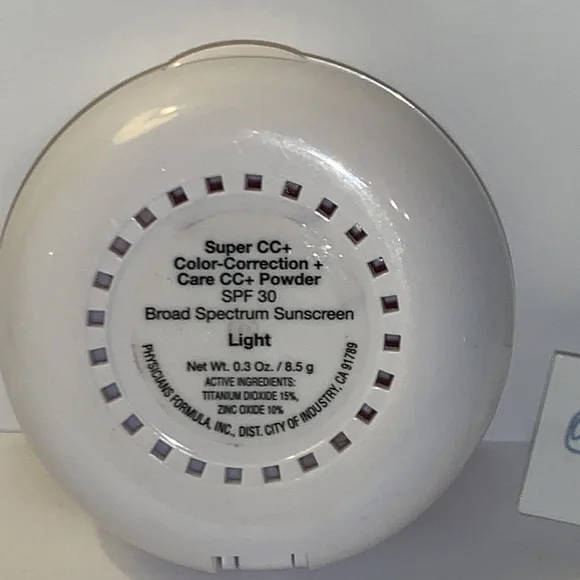 Super CC+
Color-Correction +
Care CC+ Powder
SPF 30
Broad Spectrum Sunscreen
Light
Net Wt. 0.3 Oz. / 8.5 g
ACTIVE INGREDIENTS:
TITANIUM DIOXIDE 15%,
ZINC OXIDE 10%
PHYSICIANS FORMULA, INC., DIST. CITY OF INDUSTRY, CA 91789